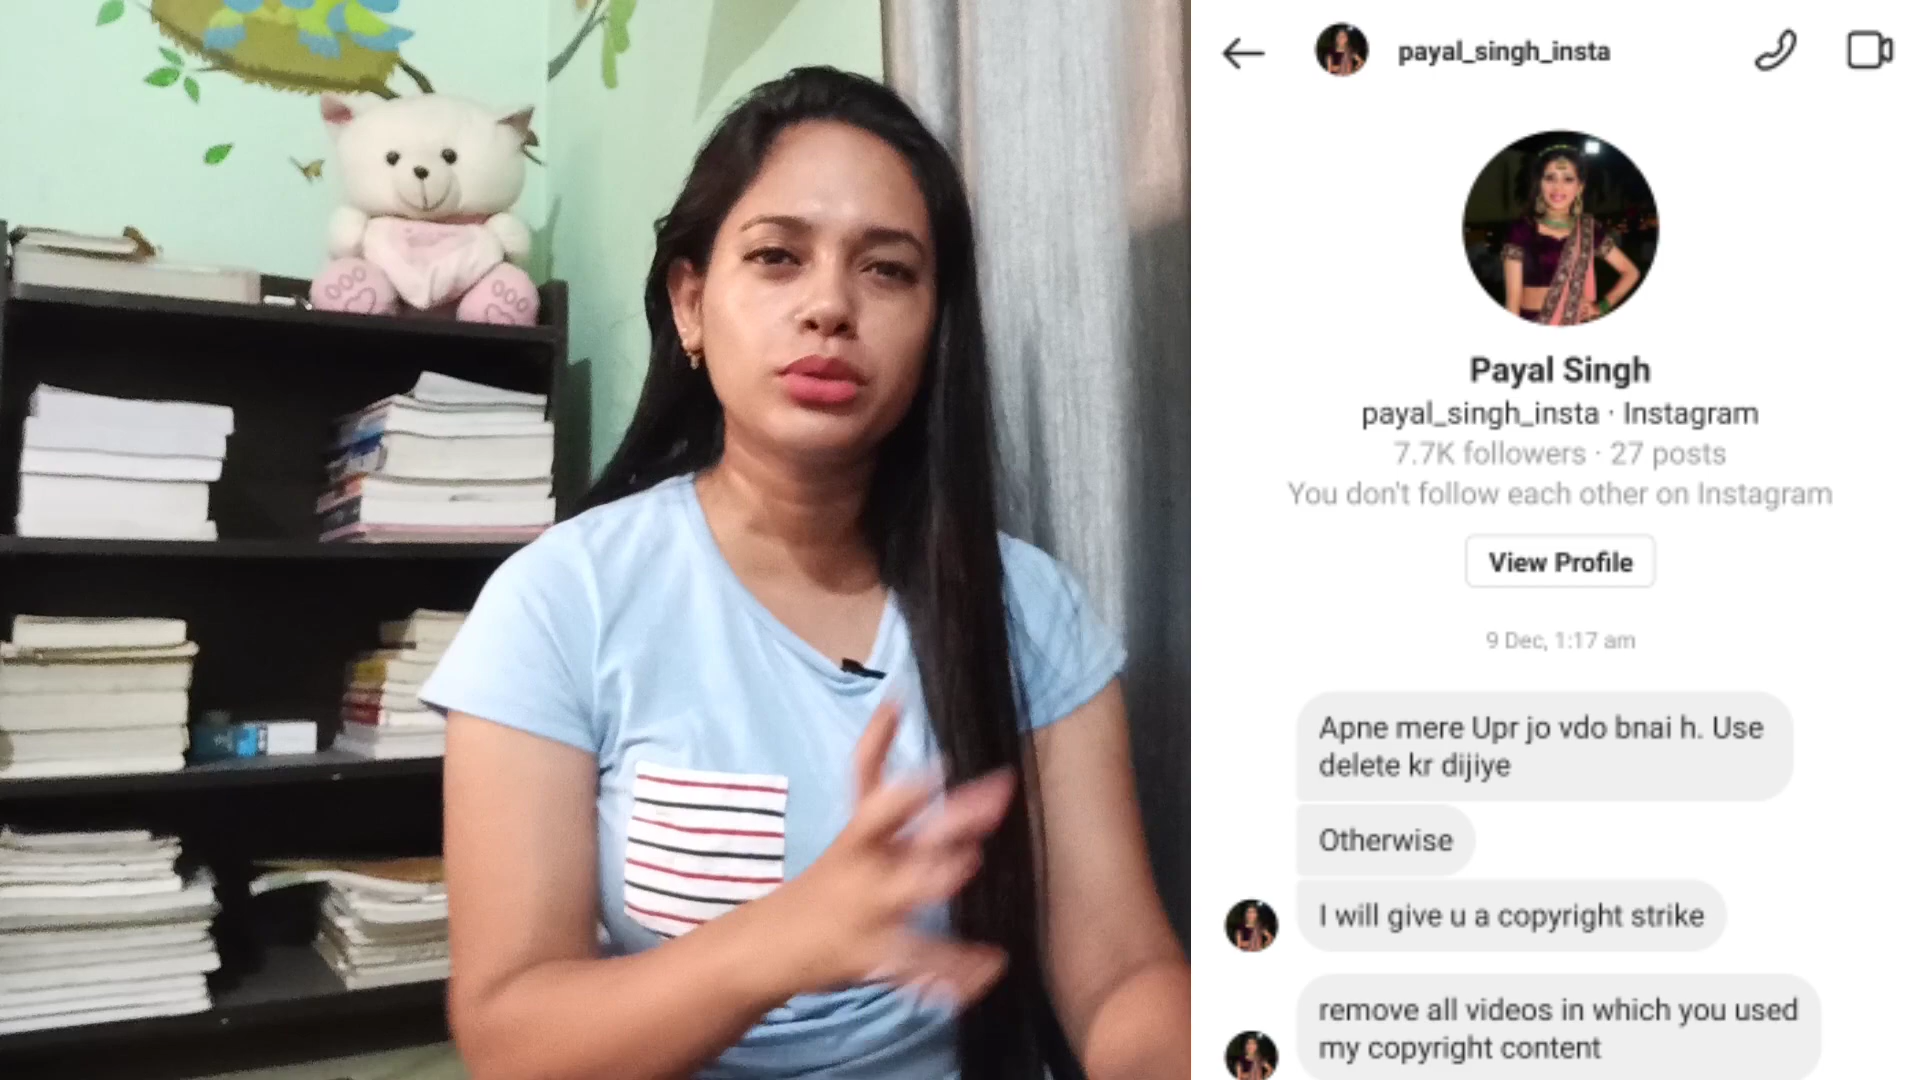 payal_singh_insta
Payal Singh
payal_singh_insta · Instagram
7.7K followers · 27 posts
You don't follow each other on Instagram
View Profile
9 Dec, 1:17 am
Apne mere Upr jo vdo bnai h. Use
delete kr dijiye
Otherwise
I will give u a copyright strike
remove all videos in which you used
my copyright content